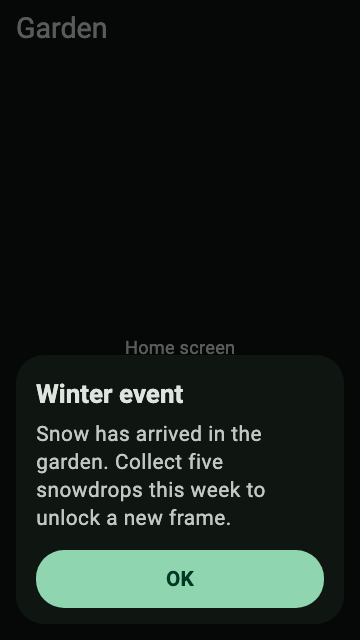 Garden
Home screen
Winter event
Snow has arrived in the
garden. Collect five
snowdrops this week to
unlock a new frame.
OK